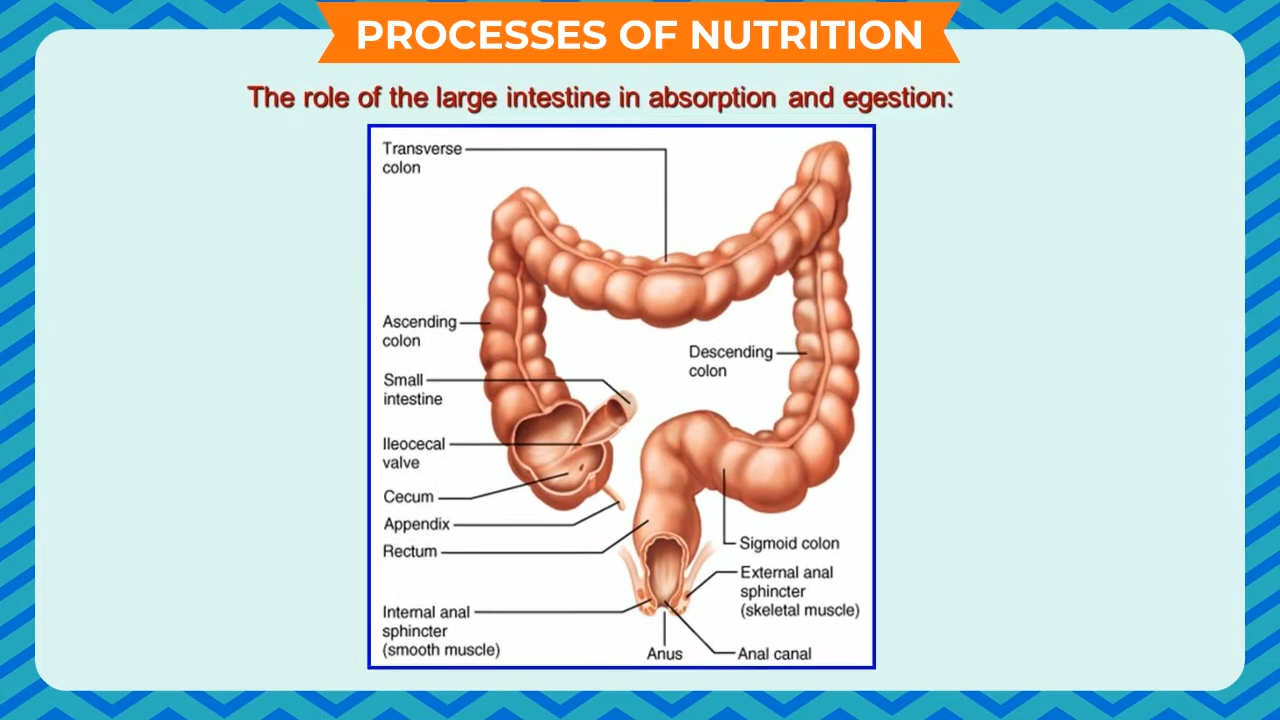 PROCESSES OF NUTRITION
The role of the large intestine in absorption and egestion:
Transverse
colon
Ascending
colon
Descending
colon
Small
intestine
Ileocecal
valve
Cecum
Appendix
Rectum
Sigmoid colon
External anal
sphincter
(skeletal muscle)
Internal anal
sphincter
(smooth muscle)
Anus
Anal canal